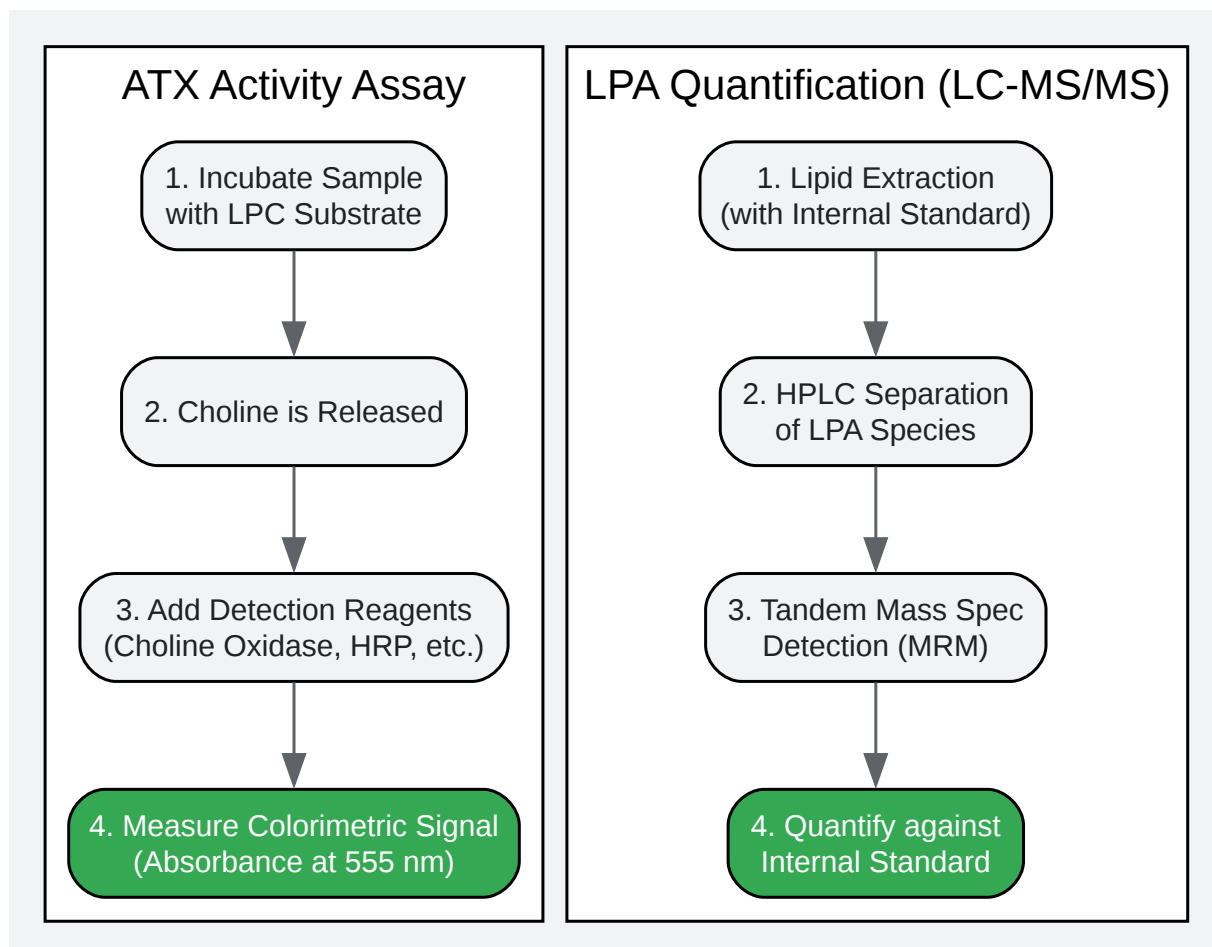 ATX Activity Assay
1. Incubate Sample
with LPC Substrate
2. Choline is Released
3. Add Detection Reagents
(Choline Oxidase, HRP, etc.)
4. Measure Colorimetric Signal
(Absorbance at 555 nm)
LPA Quantification (LC-MS/MS)
1. Lipid Extraction
(with Internal Standard)
2. HPLC Separation
of LPA Species
3. Tandem Mass Spec
Detection (MRM)
4. Quantify against
Internal Standard